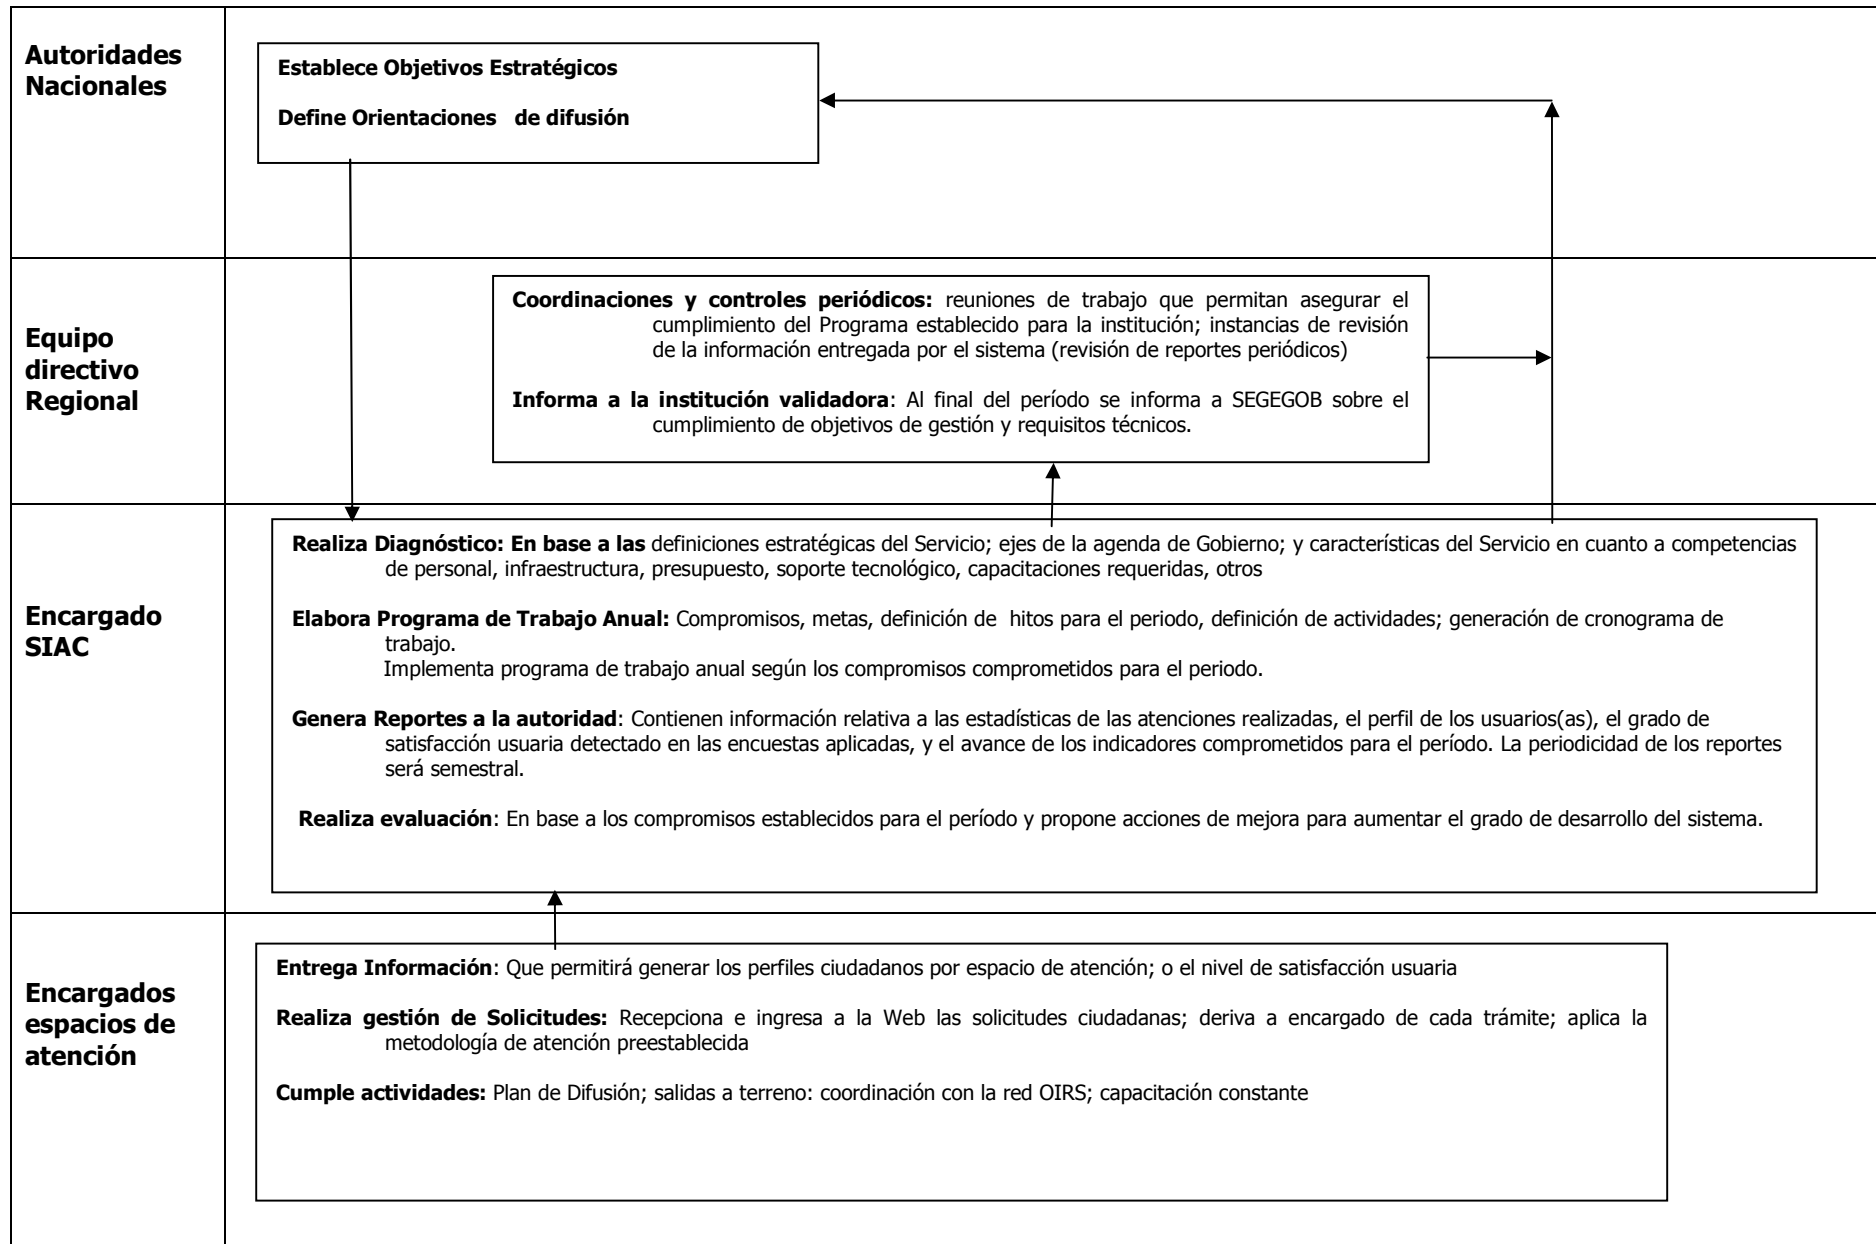 Autoridades
Nacionales
Establece Objetivos Estratégicos
Define Orientaciones de difusión
Equipo
directivo
Regional
Coordinaciones y controles periódicos: reuniones de trabajo que permitan asegurar el
cumplimiento del Programa establecido para la institución; instancias de revisión
de la información entregada por el sistema (revisión de reportes periódicos)
Informa a la institución validadora: Al final del período se informa a SEGEGOB sobre el
cumplimiento de objetivos de gestión y requisitos técnicos.
Encargado
SIAC
Realiza Diagnóstico: En base a las definiciones estratégicas del Servicio; ejes de la agenda de Gobierno; y características del Servicio en cuanto a competencias
de personal, infraestructura, presupuesto, soporte tecnológico, capacitaciones requeridas, otros
Elabora Programa de Trabajo Anual: Compromisos, metas, definición de hitos para el periodo, definición de actividades; generación de cronograma de
trabajo.
Implementa programa de trabajo anual según los compromisos comprometidos para el periodo.
Genera Reportes a la autoridad: Contienen información relativa a las estadísticas de las atenciones realizadas, el perfil de los usuarios(as), el grado de
satisfacción usuaria detectado en las encuestas aplicadas, y el avance de los indicadores comprometidos para el período. La periodicidad de los reportes
será semestral.
Realiza evaluación: En base a los compromisos establecidos para el período y propone acciones de mejora para aumentar el grado de desarrollo del sistema.
Encargados
espacios de
atención
Entrega Información: Que permitirá generar los perfiles ciudadanos por espacio de atención; o el nivel de satisfacción usuaria
Realiza gestión de Solicitudes: Recepciona e ingresa a la Web las solicitudes ciudadanas; deriva a encargado de cada trámite; aplica la
metodología de atención preestablecida
Cumple actividades: Plan de Difusión; salidas a terreno: coordinación con la red OIRS; capacitación constante